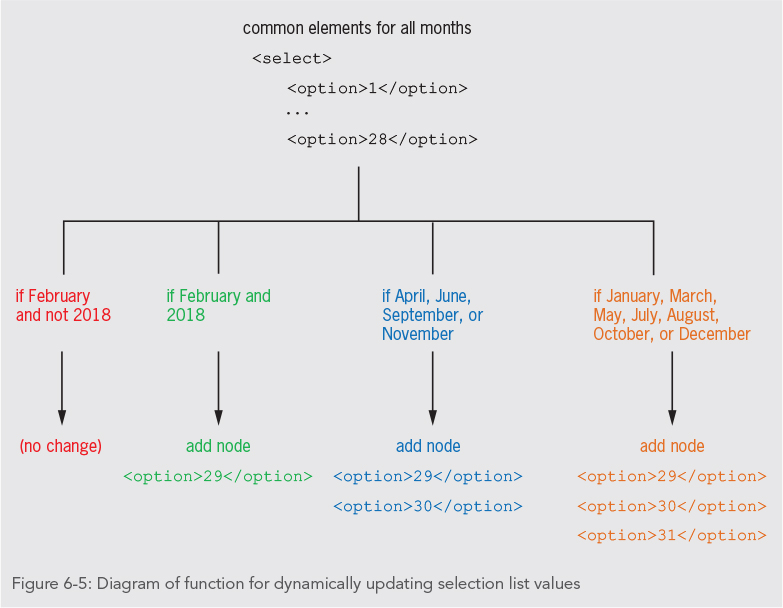 common elements for all months
<select>
<option>1</option>
...
<option>28</option>
if February
and not 2018
(no change)
if February and
2018
add node
<option>29</option>
if April, June,
September, or
November
add node
<option>29</option>
<option>30</option>
if January, March,
May, July, August,
October, or December
add node
<option>29</option>
<option>30</option>
<option>31</option>
Figure 6-5: Diagram of function for dynamically updating selection list values